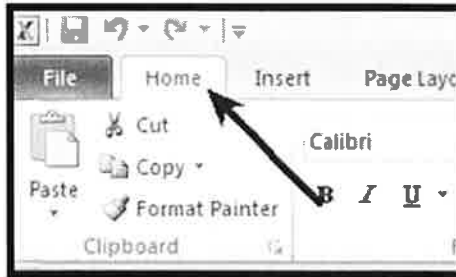 File Home Insert Page Layo
Cut
Calibri
Copy
Paste
B I U
Format Painter
Clipboard